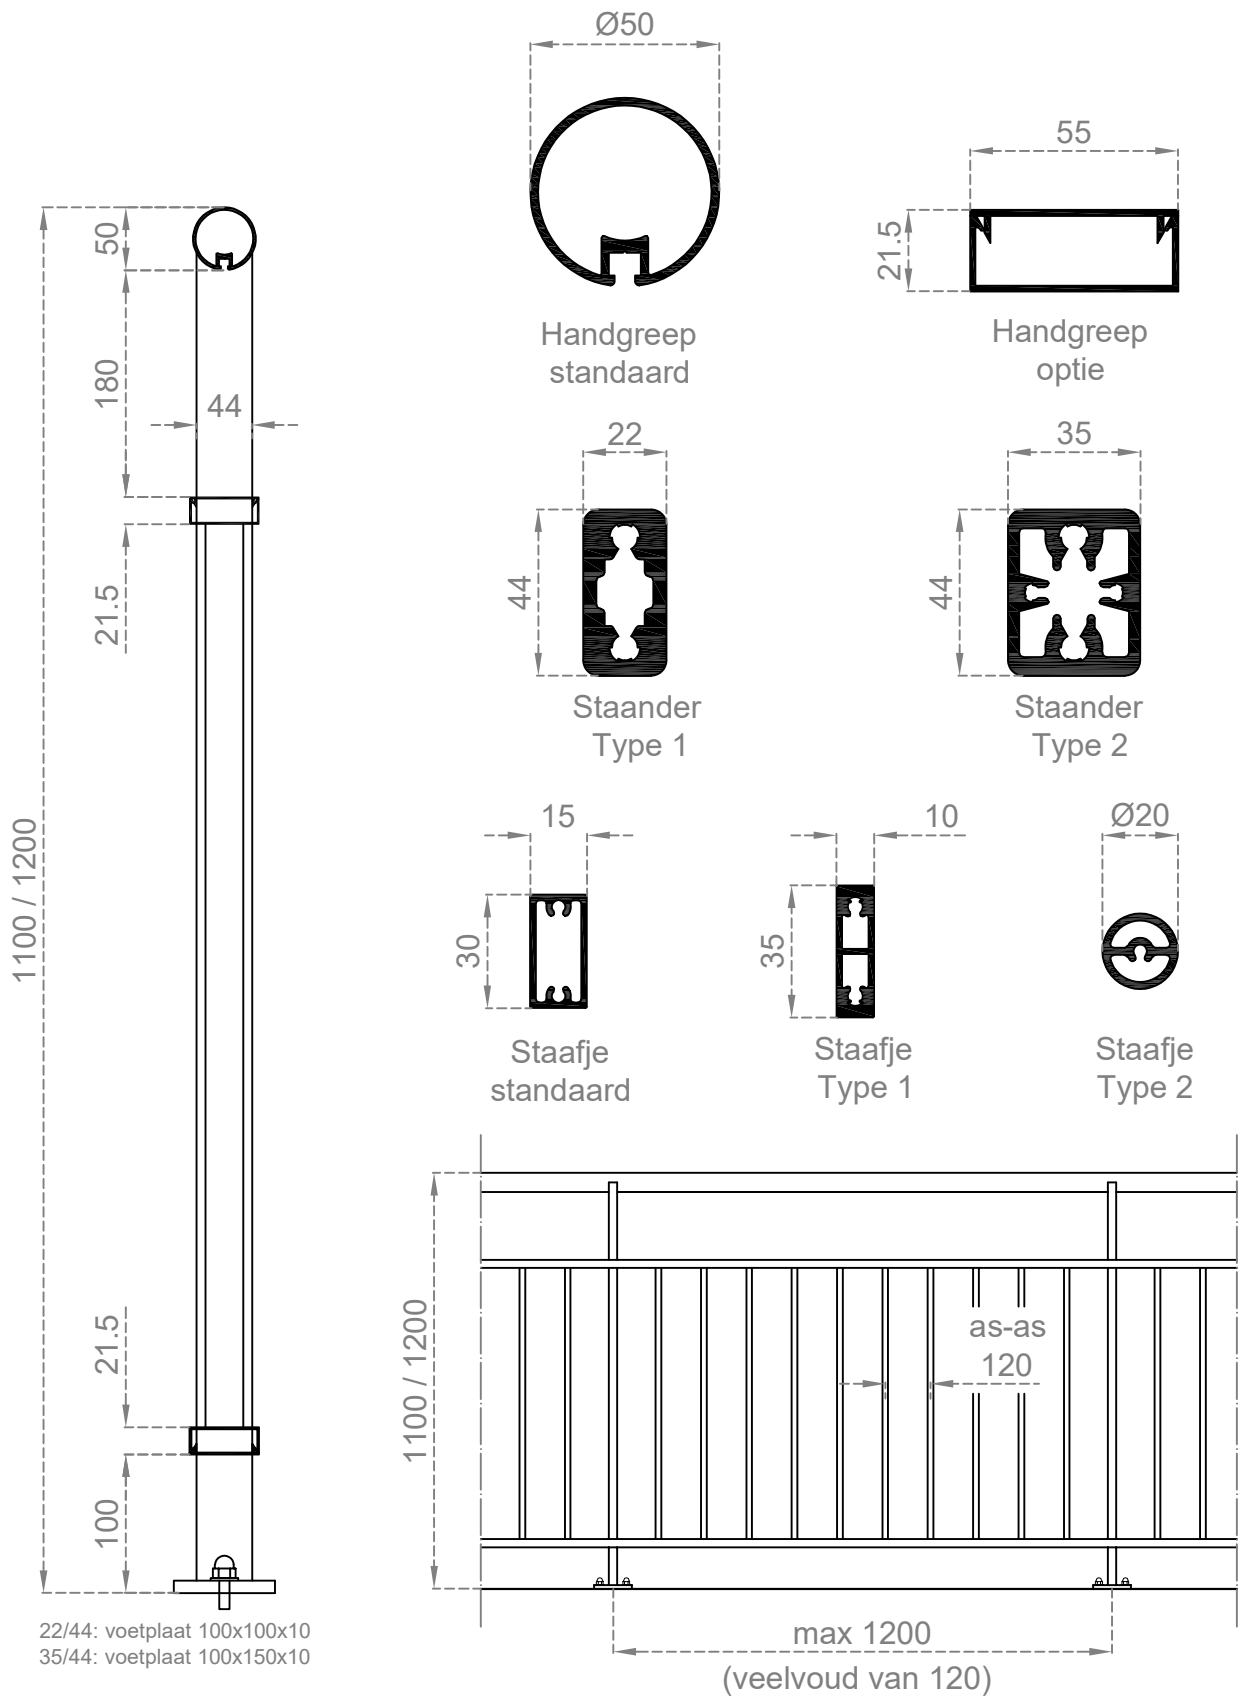 Ø50
55
21.5
Handgreep
standaard
Handgreep
optie
50
180
44
21.5
22
44
Staander
Type 1
35
44
Staander
Type 2
1100 / 1200
15
30
Staafje
standaard
10
35
Staafje
Type 1
Ø20
Staafje
Type 2
21.5
100
22/44: voetplaat 100x100x10
35/44: voetplaat 100x150x10
1100 / 1200
as-as
120
max 1200
(veelvoud van 120)